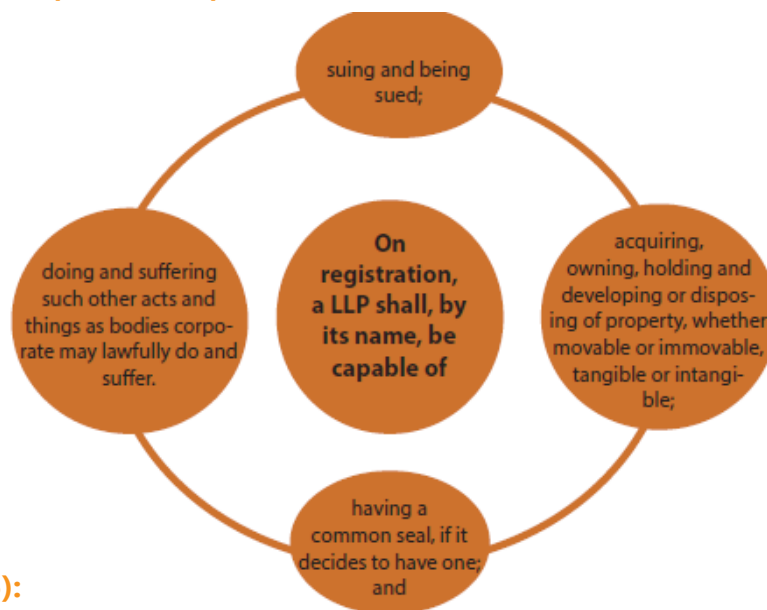 On
registration,
a LLP shall, by
its name, be
capable of
suing and being
sued;
acquiring,
owning, holding and
developing or dispos-
ing of property, whether
movable or immovable,
tangible or intangi-
ble;
having a
common seal, if it
decides to have one;
and
doing and suffering
such other acts and
things as bodies corpo-
rate may lawfully do and
suffer.
):